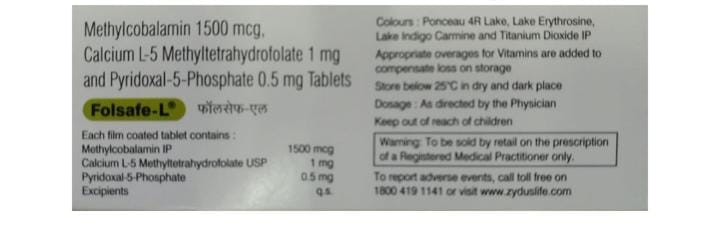 Methylcobalamin 1500 mcg,
Calcium L-5 Methyltetrahydrofolate 1 mg
and Pyridoxal-5-Phosphate 0.5 mg Tablets
Folsafe-L® फॉलसेफ-एल
Each film coated tablet contains :
Methylcobalamin IP 1500 mcg
Calcium L-5 Methyltetrahydrofolate USP 1 mg
Pyridoxal-5-Phosphate 0.5 mg
Excipients q.s.
Colours : Ponceau 4R Lake, Lake Erythrosine,
Lake Indigo Carmine and Titanium Dioxide IP
Appropriate overages for Vitamins are added to
compensate loss on storage
Store below 25°C in dry and dark place
Dosage : As directed by the Physician
Keep out of reach of children
Warning: To be sold by retail on the prescription
of a Registered Medical Practitioner only.
To report adverse events, call toll free on
1800 419 1141 or visit www.zyduslife.com